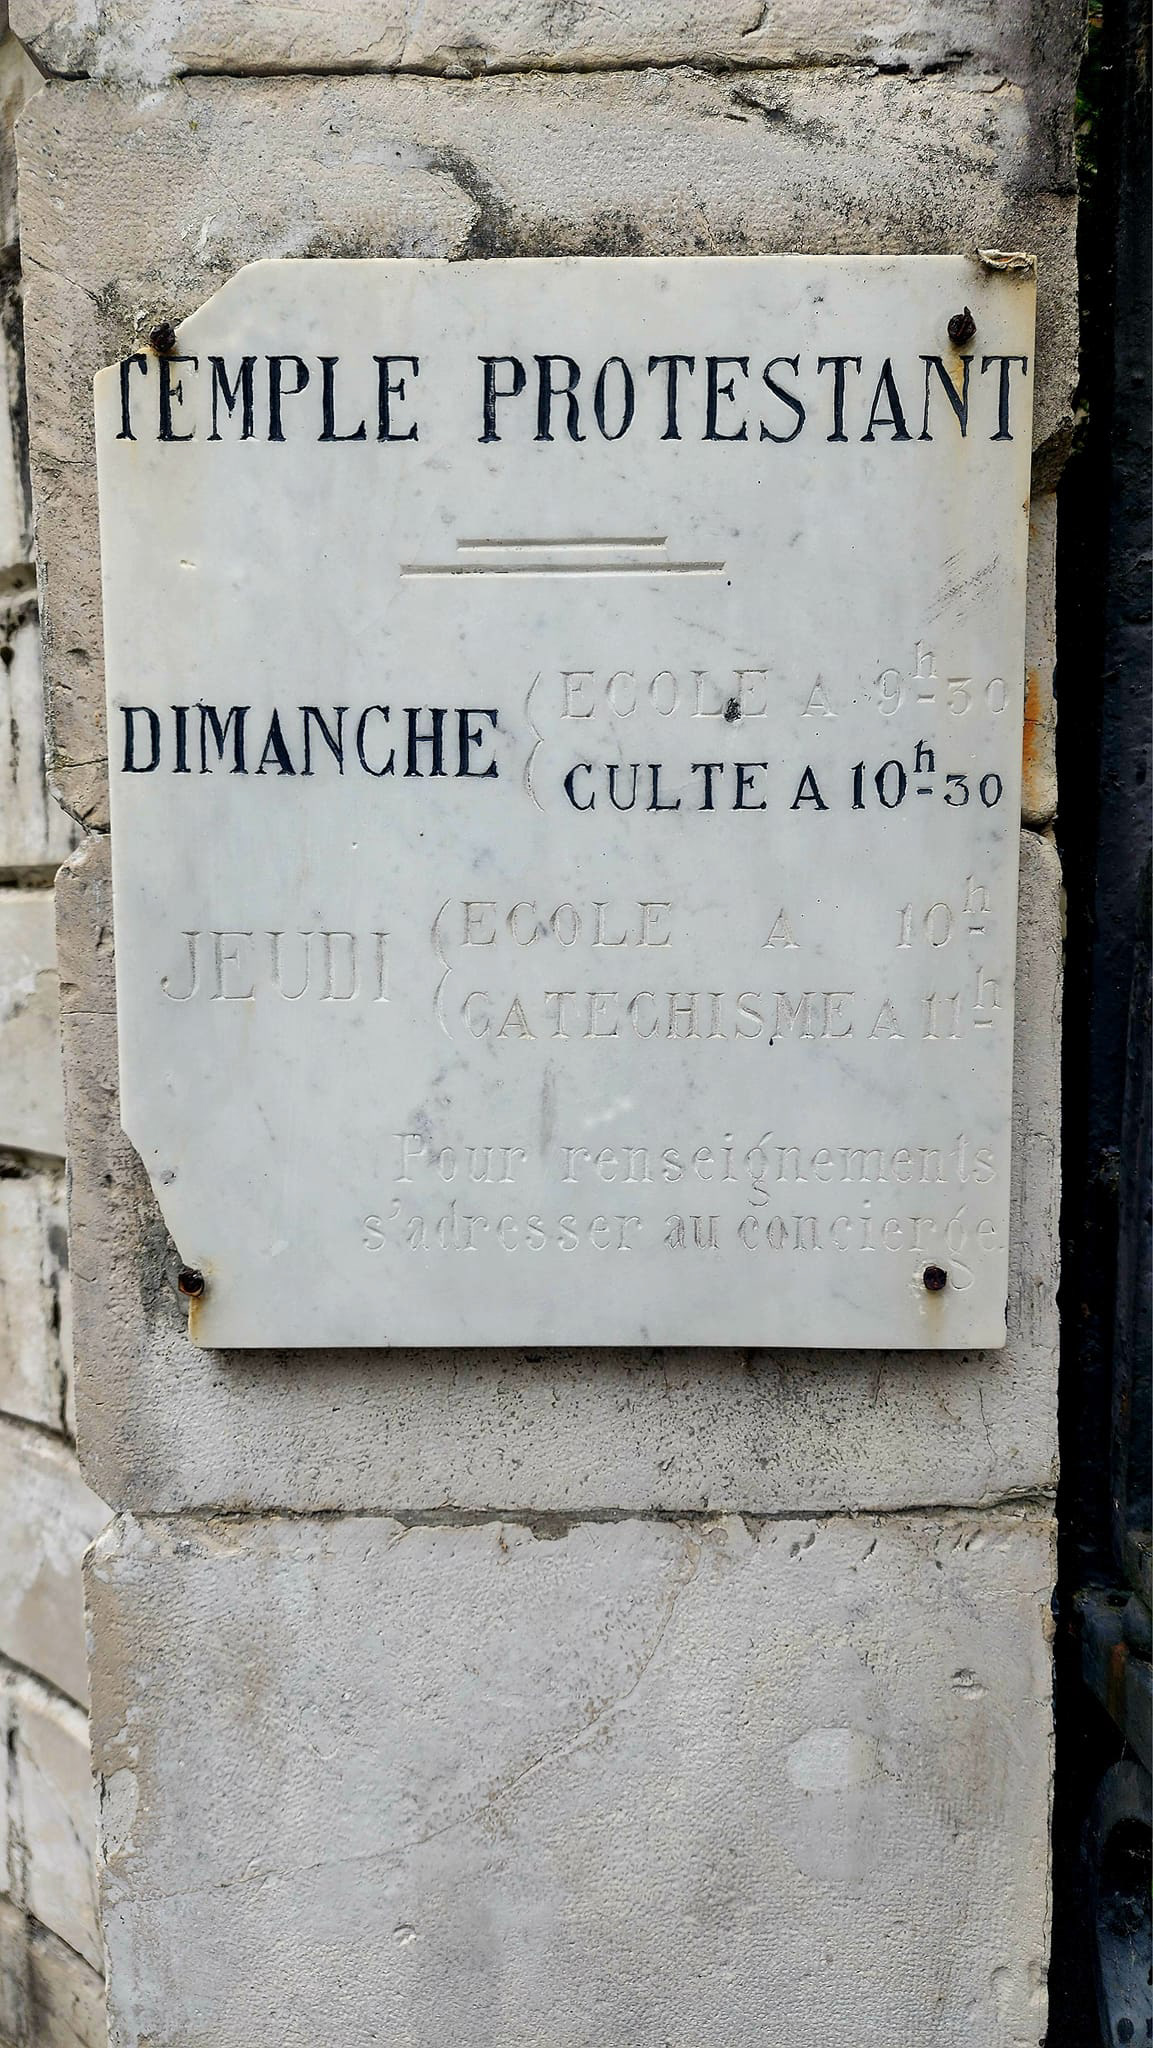 TEMPLE PROTESTANT
DIMANCHE
ECOLE A 9h-30
CULTE A 10h-30
JEUDI
ECOLE A 10h-
CATECHISME A 11h-
Pour renseignements
s'adresser au concierge.